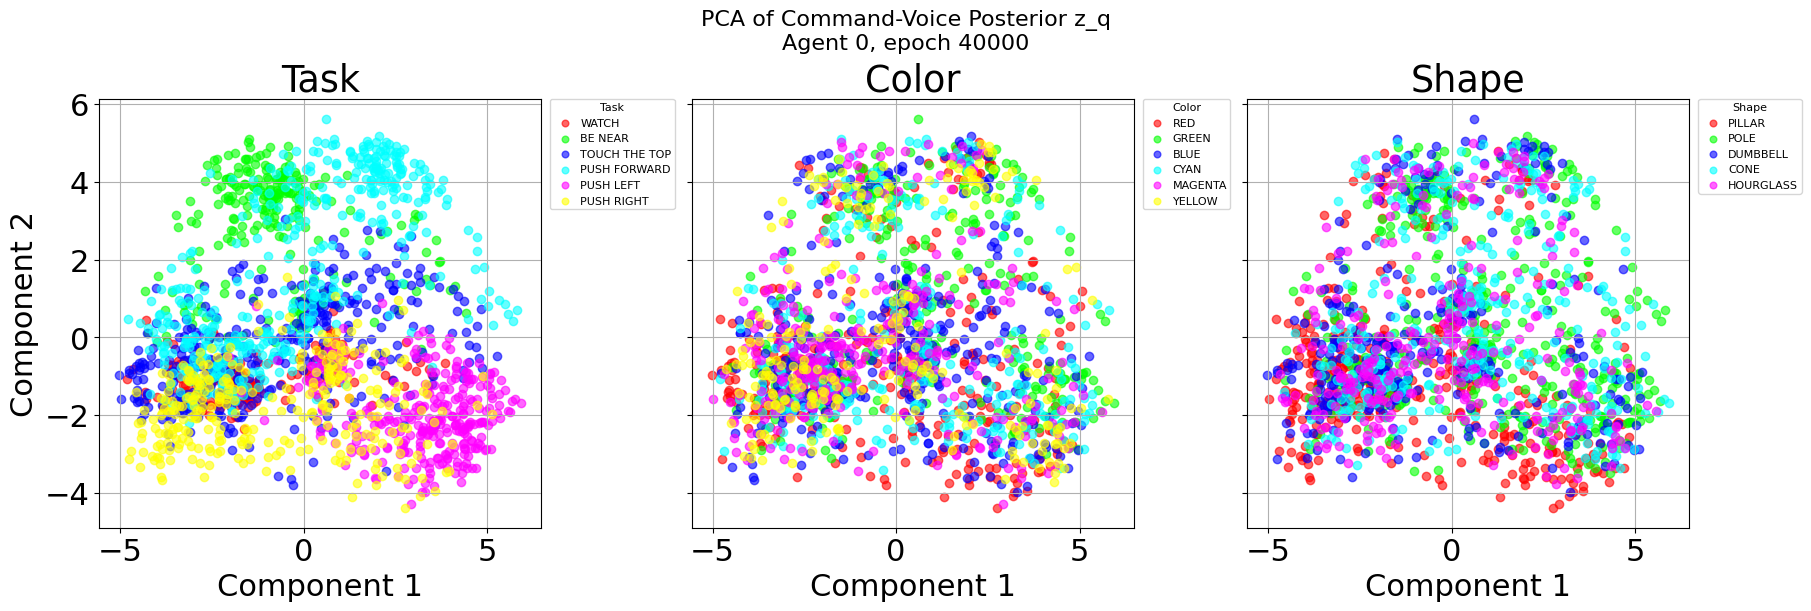 PCA of Command-Voice Posterior z_q
Agent 0, epoch 40000
Task
6
4
2
0
−2
−4
Component 2
−5
0
5
Component 1
Task
WATCH
BE NEAR
TOUCH THE TOP
PUSH FORWARD
PUSH LEFT
PUSH RIGHT
Color
−5
0
5
Component 1
Color
RED
GREEN
BLUE
CYAN
MAGENTA
YELLOW
Shape
−5
0
5
Component 1
Shape
PILLAR
POLE
DUMBBELL
CONE
HOURGLASS